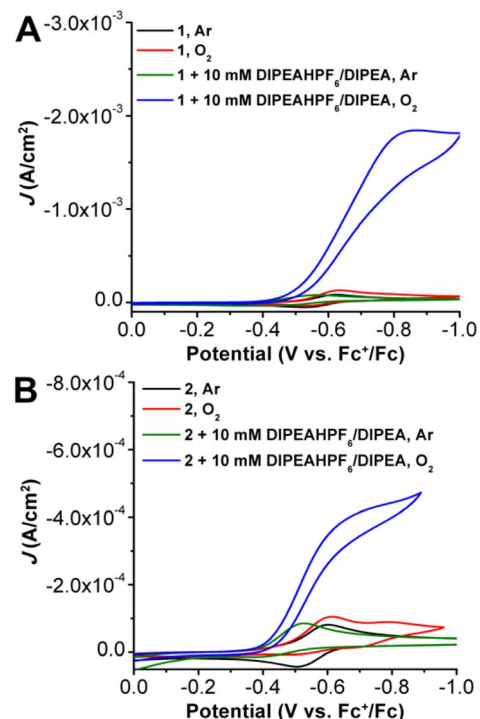 A
-3.0x10⁻³
1, Ar
1, O₂
1 + 10 mM DIPEAHPF₆/DIPEA, Ar
1 + 10 mM DIPEAHPF₆/DIPEA, O₂
-2.0x10⁻³
J (A/cm²)
-1.0x10⁻³
0.0
0.0 -0.2 -0.4 -0.6 -0.8 -1.0
Potential (V vs. Fc⁺/Fc)
B
-8.0x10⁻⁴
2, Ar
2, O₂
2 + 10 mM DIPEAHPF₆/DIPEA, Ar
2 + 10 mM DIPEAHPF₆/DIPEA, O₂
-6.0x10⁻⁴
J (A/cm²)
-4.0x10⁻⁴
-2.0x10⁻⁴
0.0
0.0 -0.2 -0.4 -0.6 -0.8 -1.0
Potential (V vs. Fc⁺/Fc)